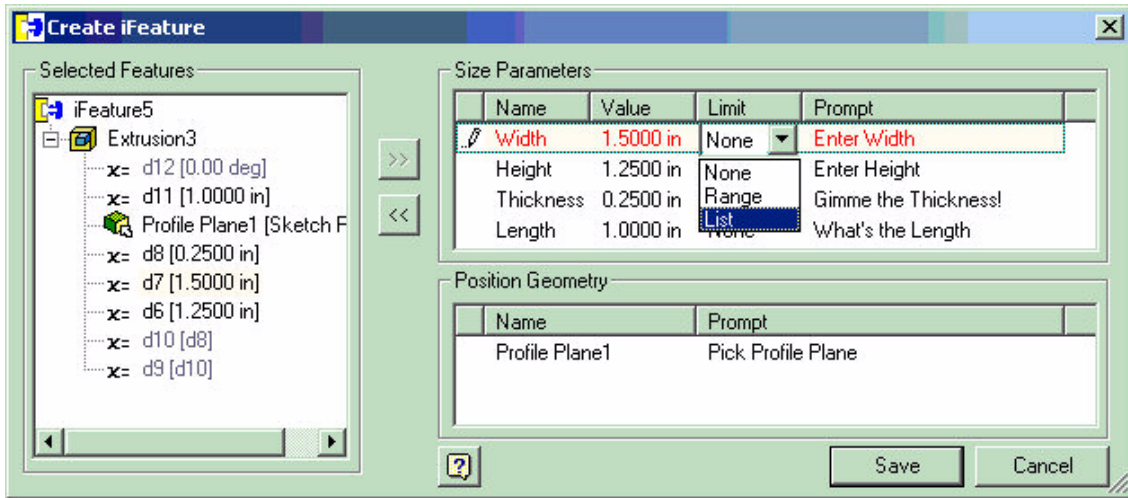 Create iFeature
Selected Features
iFeature5
Extrusion3
x= d12 [0.00 deg]
x= d11 [1.0000 in]
Profile Plane1 [Sketch F
x= d8 [0.2500 in]
x= d7 [1.5000 in]
x= d6 [1.2500 in]
x= d10 [d8]
x= d9 [d10]
>>
<<
Size Parameters
Name Value Limit Prompt
Width 1.5000 in None Enter Width
Height 1.2500 in Enter Height
Thickness 0.2500 in Gimme the Thickness!
Length 1.0000 in None What's the Length
None
Range
List
Position Geometry
Name Prompt
Profile Plane1 Pick Profile Plane
?
Save Cancel